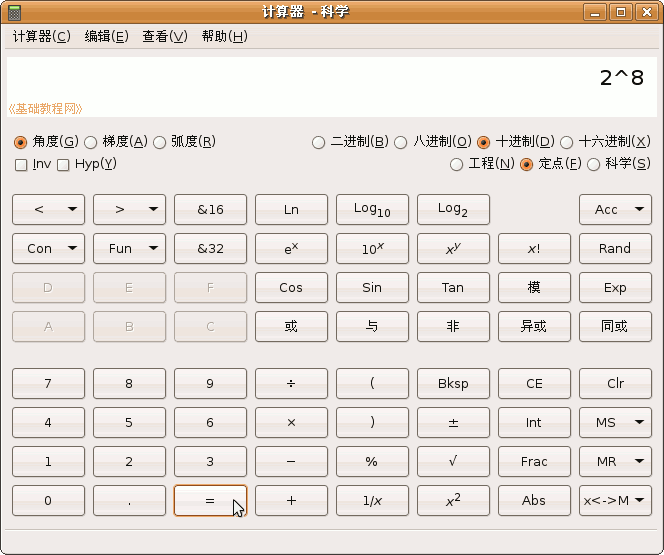 计算器 - 科学
计算器(C) 编辑(E) 查看(V) 帮助(H)
2^8
《基础教程网》
角度(G) 梯度(A) 弧度(R) 二进制(B) 八进制(O) 十进制(D) 十六进制(X)
Inv Hyp(Y) 工程(N) 定点(F) 科学(S)
< > &16 Ln Log10 Log2 Acc
Con Fun &32 e^x 10^x x^y x! Rand
D E F Cos Sin Tan 模 Exp
A B C 或 与 非 异或 同或
7 8 9 ÷ ( Bksp CE Clr
4 5 6 × ) ± Int MS
1 2 3 − % √ Frac MR
0 . = + 1/x x² Abs x<->M